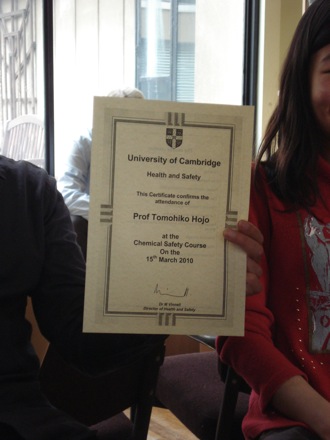 University of Cambridge
Health and Safety
This Certificate confirms the
attendance of
Prof Tomohiko Hojo
at the
Chemical Safety Course
On the
15th March 2010
Dr M
Director of Health and Safety